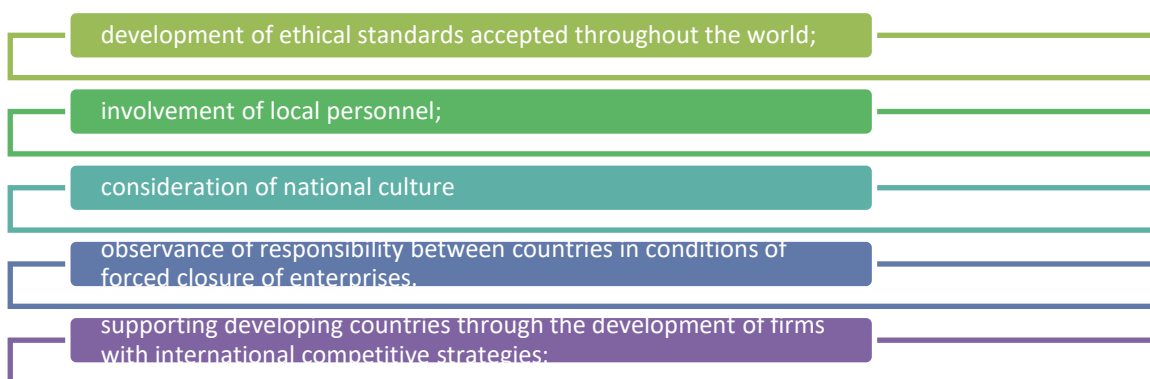 development of ethical standards accepted throughout the world;
involvement of local personnel;
consideration of national culture
observance of responsibility between countries in conditions of
forced closure of enterprises.
supporting developing countries through the development of firms
with international competitive strategies;